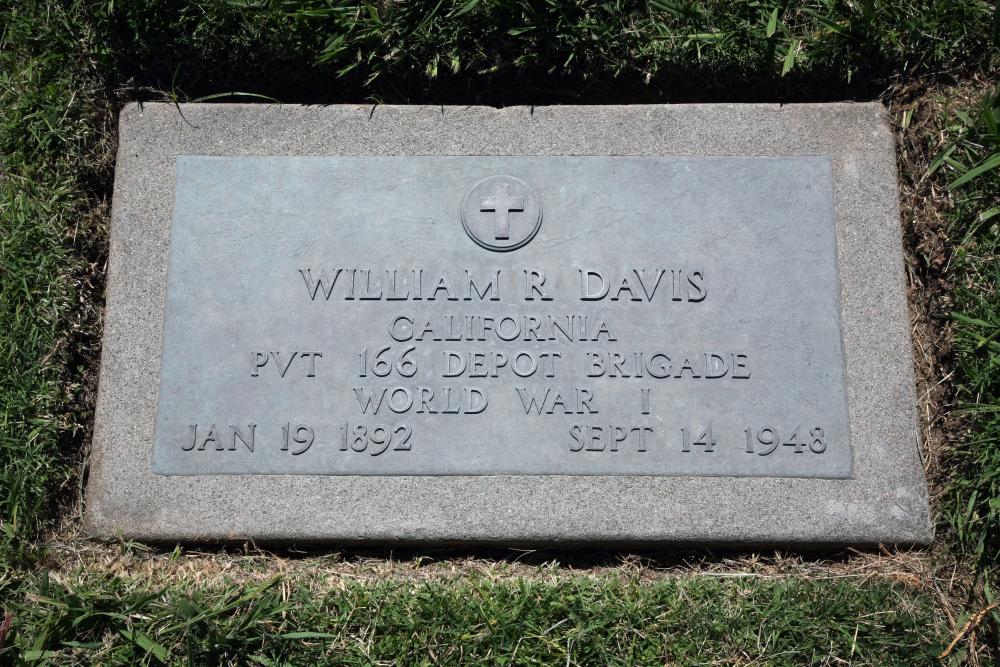 WILLIAM R DAVIS
CALIFORNIA
PVT 166 DEPOT BRIGADE
WORLD WAR I
JAN 19 1892 SEPT 14 1948